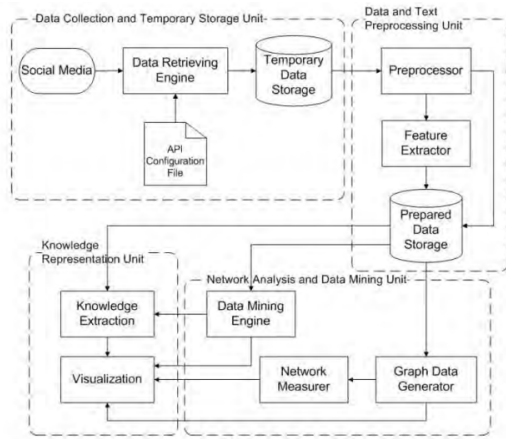 Data Collection and Temporary Storage Unit
Data and Text
Preprocessing Unit
Social Media
Data Retrieving
Engine
Temporary
Data
Storage
Preprocessor
API
Configuration
File
Feature
Extractor
Prepared
Data
Storage
Knowledge
Representation Unit
Network Analysis and Data Mining Unit
Knowledge
Extraction
Data Mining
Engine
Visualization
Network
Measurer
Graph Data
Generator